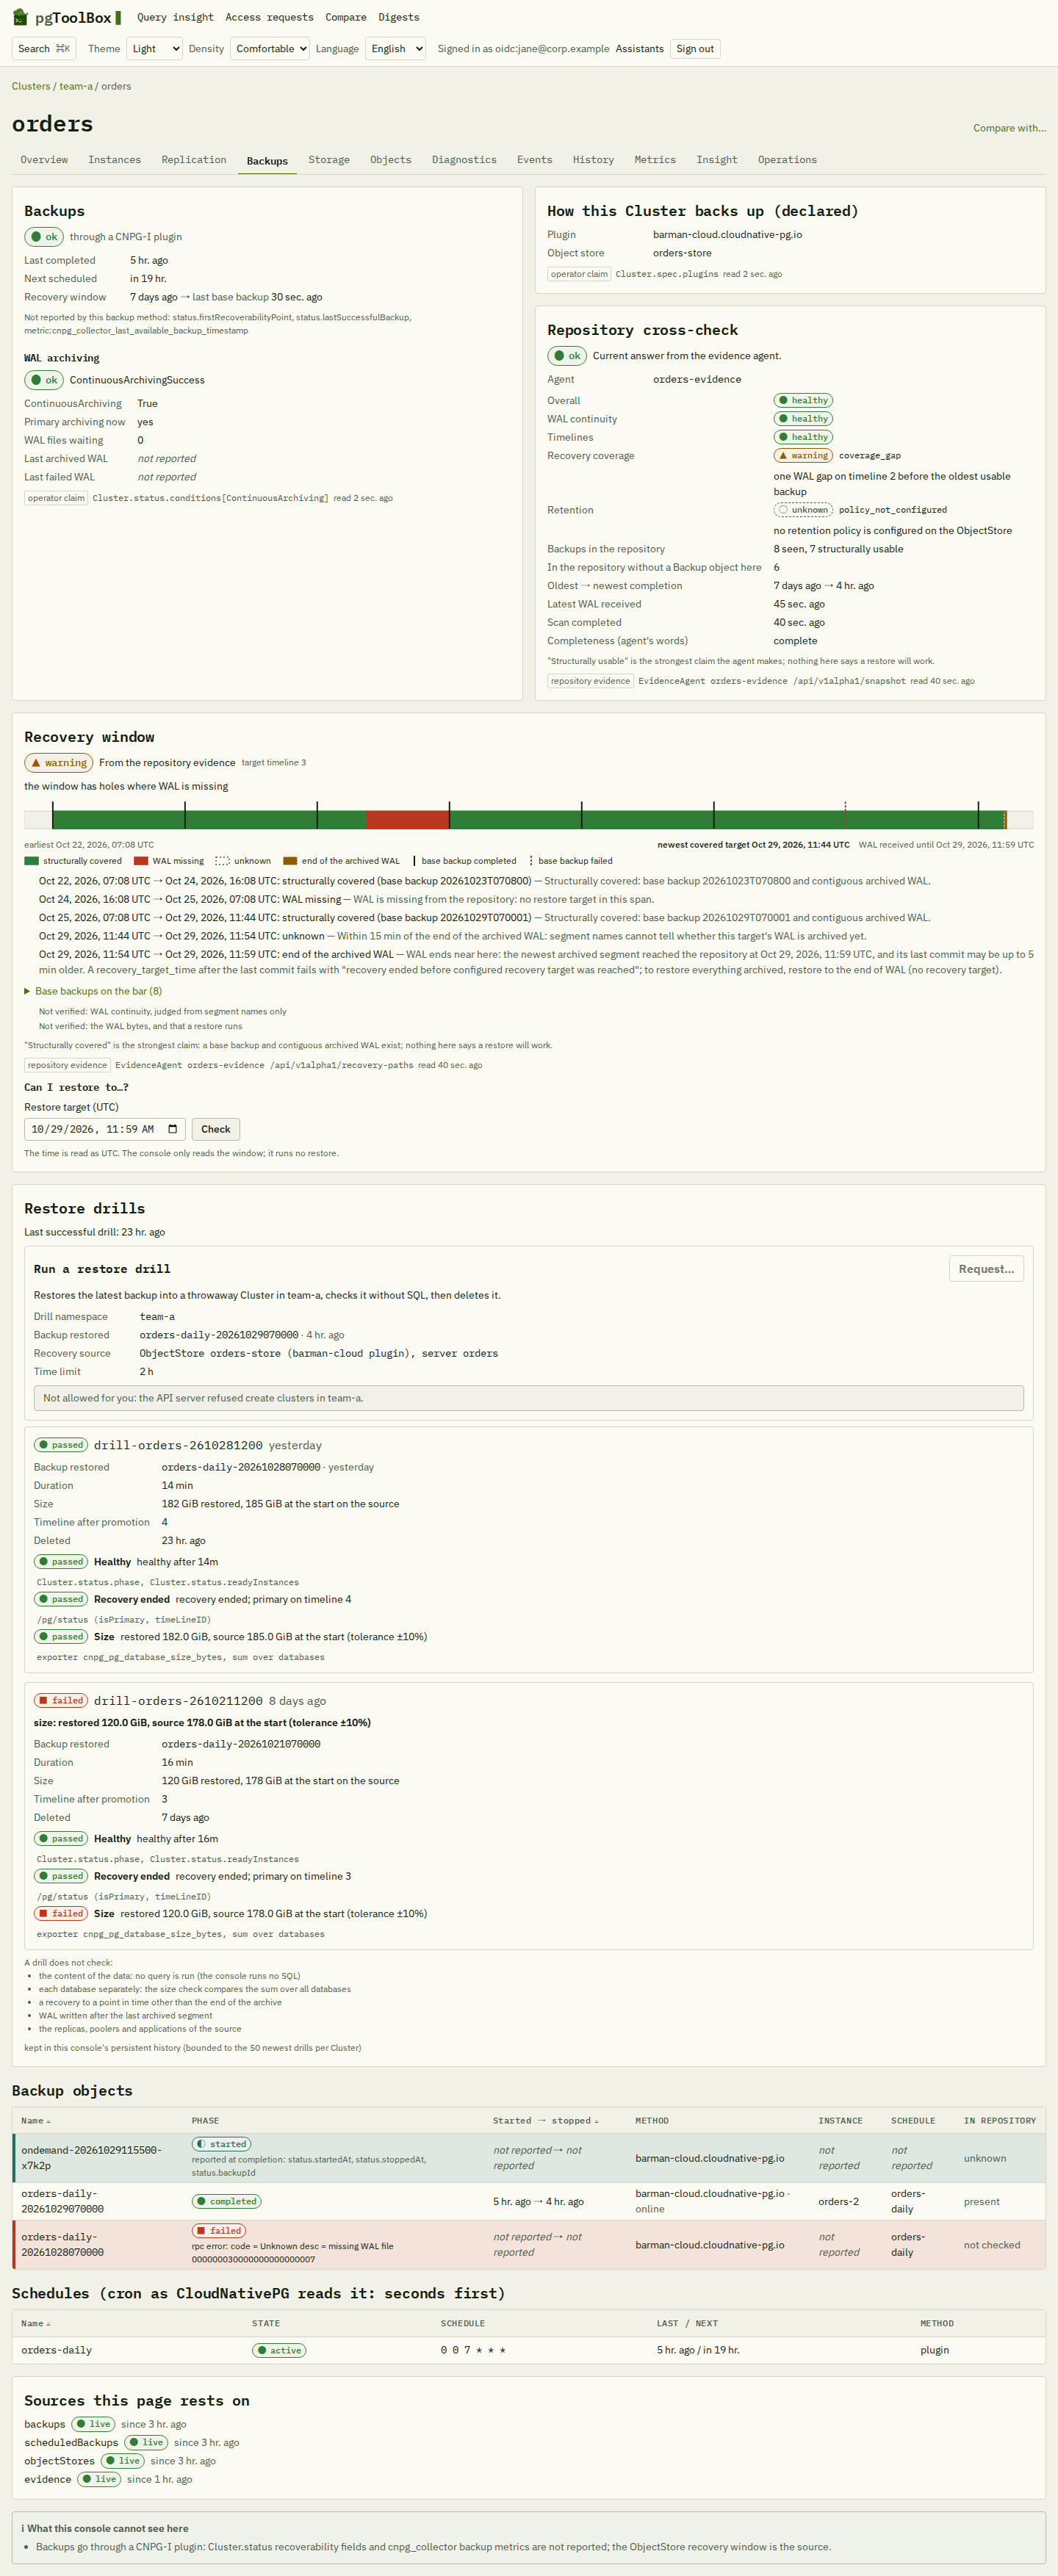 pgToolBox
Query insight Access requests Compare Digests
Search ⌘K Theme Light Density Comfortable Language English Signed in as oidc:jane@corp.example Assistants Sign out
Clusters / team-a / orders
orders
Compare with…
Overview Instances Replication Backups Storage Objects Diagnostics Events History Metrics Insight Operations
Backups
ok through a CNPG-I plugin
Last completed 5 hr. ago
Next scheduled in 19 hr.
Recovery window 7 days ago → last base backup 30 sec. ago
Not reported by this backup method: status.firstRecoverabilityPoint, status.lastSuccessfulBackup,
metric:cnpg_collector_last_available_backup_timestamp
WAL archiving
ok ContinuousArchivingSuccess
ContinuousArchiving True
Primary archiving now yes
WAL files waiting 0
Last archived WAL not reported
Last failed WAL not reported
operator claim Cluster.status.conditions[ContinuousArchiving] read 2 sec. ago
How this Cluster backs up (declared)
Plugin barman-cloud.cloudnative-pg.io
Object store orders-store
operator claim Cluster.spec.plugins read 2 sec. ago
Repository cross-check
ok Current answer from the evidence agent.
Agent orders-evidence
Overall healthy
WAL continuity healthy
Timelines healthy
Recovery coverage warning coverage_gap
one WAL gap on timeline 2 before the oldest usable
backup
Retention unknown policy_not_configured
no retention policy is configured on the ObjectStore
Backups in the repository 8 seen, 7 structurally usable
In the repository without a Backup object here 6
Oldest → newest completion 7 days ago → 4 hr. ago
Latest WAL received 45 sec. ago
Scan completed 40 sec. ago
Completeness (agent's words) complete
"Structurally usable" is the strongest claim the agent makes; nothing here says a restore will work.
repository evidence EvidenceAgent orders-evidence /api/v1alpha1/snapshot read 40 sec. ago
Recovery window
warning From the repository evidence target timeline 3
the window has holes where WAL is missing
earliest Oct 22, 2026, 07:08 UTC newest covered target Oct 29, 2026, 11:44 UTC WAL received until Oct 29, 2026, 11:59 UTC
structurally covered WAL missing unknown end of the archived WAL base backup completed base backup failed
Oct 22, 2026, 07:08 UTC → Oct 24, 2026, 16:08 UTC: structurally covered (base backup 20261023T070800) — Structurally covered: base backup 20261023T070800 and contiguous archived WAL.
Oct 24, 2026, 16:08 UTC → Oct 25, 2026, 07:08 UTC: WAL missing — WAL is missing from the repository: no restore target in this span.
Oct 25, 2026, 07:08 UTC → Oct 29, 2026, 11:44 UTC: structurally covered (base backup 20261029T070001) — Structurally covered: base backup 20261029T070001 and contiguous archived WAL.
Oct 29, 2026, 11:44 UTC → Oct 29, 2026, 11:54 UTC: unknown — Within 15 min of the end of the archived WAL: segment names cannot tell whether this target's WAL is archived yet.
Oct 29, 2026, 11:54 UTC → Oct 29, 2026, 11:59 UTC: end of the archived WAL — WAL ends near here: the newest archived segment reached the repository at Oct 29, 2026, 11:59 UTC, and its last commit may be up to 5
min older. A recovery_target_time after the last commit fails with "recovery ended before configured recovery target was reached"; to restore everything archived, restore to the end of WAL (no recovery target).
Base backups on the bar (8)
Not verified: WAL continuity, judged from segment names only
Not verified: the WAL bytes, and that a restore runs
"Structurally covered" is the strongest claim: a base backup and contiguous archived WAL exist; nothing here says a restore will work.
repository evidence EvidenceAgent orders-evidence /api/v1alpha1/recovery-paths read 40 sec. ago
Can I restore to…?
Restore target (UTC)
10/29/2026, 11:59 AM Check
The time is read as UTC. The console only reads the window; it runs no restore.
Restore drills
Last successful drill: 23 hr. ago
Run a restore drill Request…
Restores the latest backup into a throwaway Cluster in team-a, checks it without SQL, then deletes it.
Drill namespace team-a
Backup restored orders-daily-20261029070000 · 4 hr. ago
Recovery source ObjectStore orders-store (barman-cloud plugin), server orders
Time limit 2 h
Not allowed for you: the API server refused create clusters in team-a.
passed drill-orders-2610281200 yesterday
Backup restored orders-daily-20261028070000 · yesterday
Duration 14 min
Size 182 GiB restored, 185 GiB at the start on the source
Timeline after promotion 4
Deleted 23 hr. ago
passed Healthy healthy after 14m
Cluster.status.phase, Cluster.status.readyInstances
passed Recovery ended recovery ended; primary on timeline 4
/pg/status (isPrimary, timeLineID)
passed Size restored 182.0 GiB, source 185.0 GiB at the start (tolerance ±10%)
exporter cnpg_pg_database_size_bytes, sum over databases
failed drill-orders-2610211200 8 days ago
size: restored 120.0 GiB, source 178.0 GiB at the start (tolerance ±10%)
Backup restored orders-daily-20261021070000
Duration 16 min
Size 120 GiB restored, 178 GiB at the start on the source
Timeline after promotion 3
Deleted 7 days ago
passed Healthy healthy after 16m
Cluster.status.phase, Cluster.status.readyInstances
passed Recovery ended recovery ended; primary on timeline 3
/pg/status (isPrimary, timeLineID)
failed Size restored 120.0 GiB, source 178.0 GiB at the start (tolerance ±10%)
exporter cnpg_pg_database_size_bytes, sum over databases
A drill does not check:
• the content of the data: no query is run (the console runs no SQL)
• each database separately: the size check compares the sum over all databases
• a recovery to a point in time other than the end of the archive
• WAL written after the last archived segment
• the replicas, poolers and applications of the source
kept in this console's persistent history (bounded to the 50 newest drills per Cluster)
Backup objects
Name PHASE Started → stopped METHOD INSTANCE SCHEDULE IN REPOSITORY
ondemand-20261029115500-x7k2p started reported at completion: status.startedAt, status.stoppedAt, status.backupId not reported → not reported barman-cloud.cloudnative-pg.io not reported not reported unknown
orders-daily-20261029070000 completed 5 hr. ago → 4 hr. ago barman-cloud.cloudnative-pg.io · online orders-2 orders-daily present
orders-daily-20261028070000 failed rpc error: code = Unknown desc = missing WAL file 000000030000000000000007 not reported → not reported barman-cloud.cloudnative-pg.io not reported orders-daily not checked
Schedules (cron as CloudNativePG reads it: seconds first)
Name STATE SCHEDULE LAST / NEXT METHOD
orders-daily active 0 0 7 * * * 5 hr. ago / in 19 hr. plugin
Sources this page rests on
backups live since 3 hr. ago
scheduledBackups live since 3 hr. ago
objectStores live since 3 hr. ago
evidence live since 1 hr. ago
i What this console cannot see here
• Backups go through a CNPG-I plugin: Cluster.status recoverability fields and cnpg_collector backup metrics are not reported; the ObjectStore recovery window is the source.